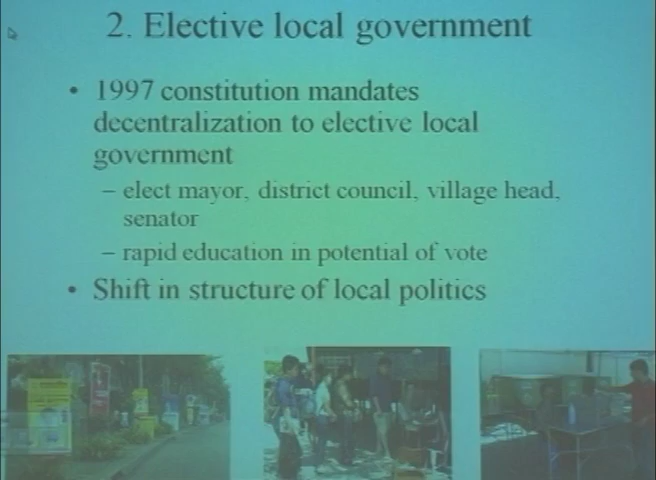 2. Elective local government
• 1997 constitution mandates
decentralization to elective local
government
– elect mayor, district council, village head,
senator
– rapid education in potential of vote
• Shift in structure of local politics